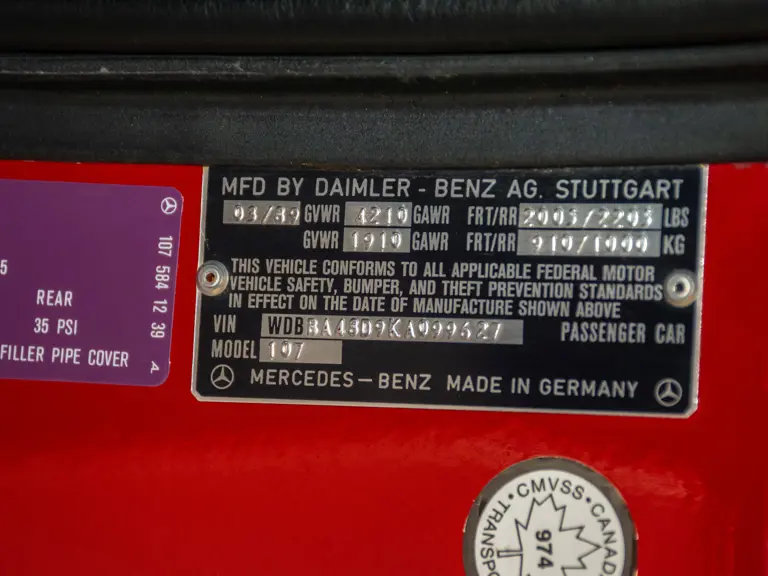 MFD BY DAIMLER - BENZ AG. STUTTGART
03/89 GVWR 4210 GAWR FRT/RR 2005/2205 LBS
GVWR 1910 GAWR FRT/RR 910/1000 KG
THIS VEHICLE CONFORMS TO ALL APPLICABLE FEDERAL MOTOR
VEHICLE SAFETY, BUMPER, AND THEFT PREVENTION STANDARDS
IN EFFECT ON THE DATE OF MANUFACTURE SHOWN ABOVE
VIN WDBBA48D9KA099627 PASSENGER CAR
MODEL 107
MERCEDES-BENZ MADE IN GERMANY
5
REAR
35 PSI
FILLER PIPE COVER
107 584 12 39 A
• CMVSS • CANADA
TRANSPO
974